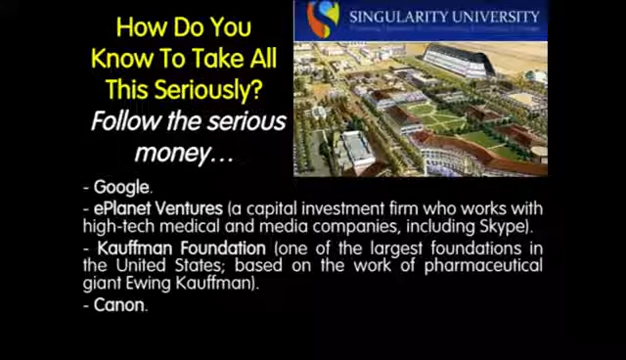 How Do You
Know To Take All
This Seriously?
Follow the serious
money...
SINGULARITY UNIVERSITY
- Google.
- ePlanet Ventures (a capital investment firm who works with
high-tech medical and media companies, including Skype).
- Kauffman Foundation (one of the largest foundations in
the United States; based on the work of pharmaceutical
giant Ewing Kauffman).
- Canon.